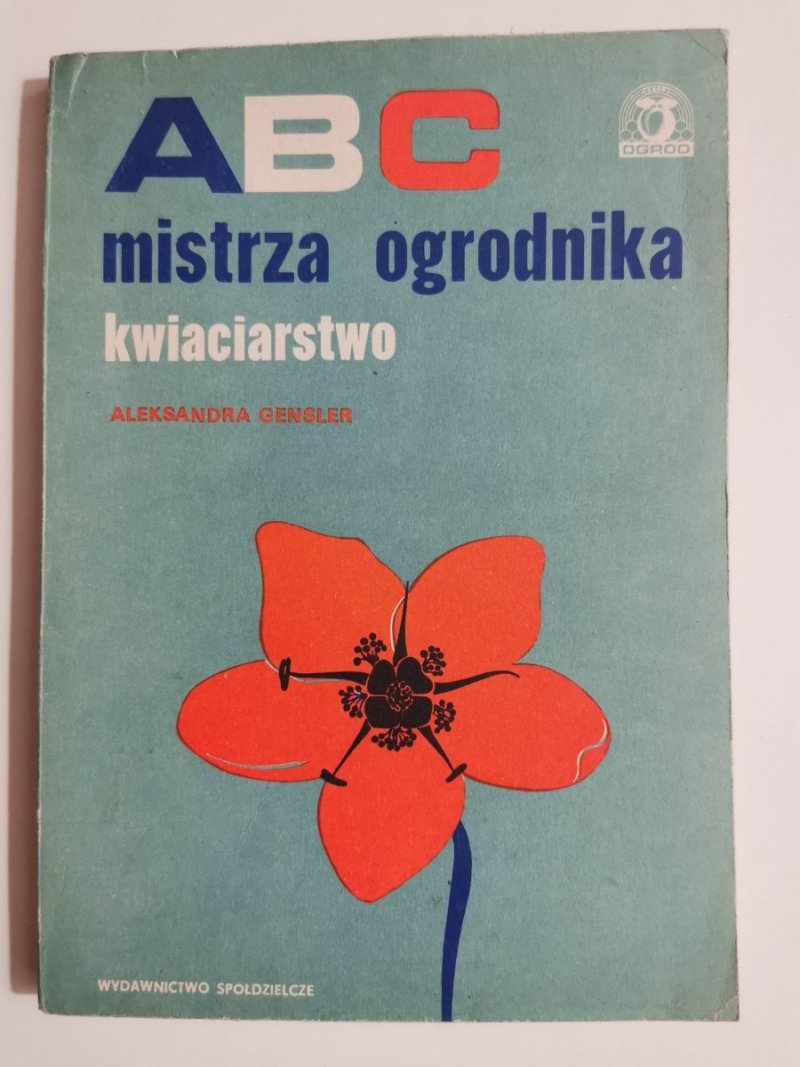 ABC
OGRÓD
mistrza ogrodnika
kwiaciarstwo
ALEKSANDRA GENSLER
WYDAWNICTWO SPÓŁDZIELCZE